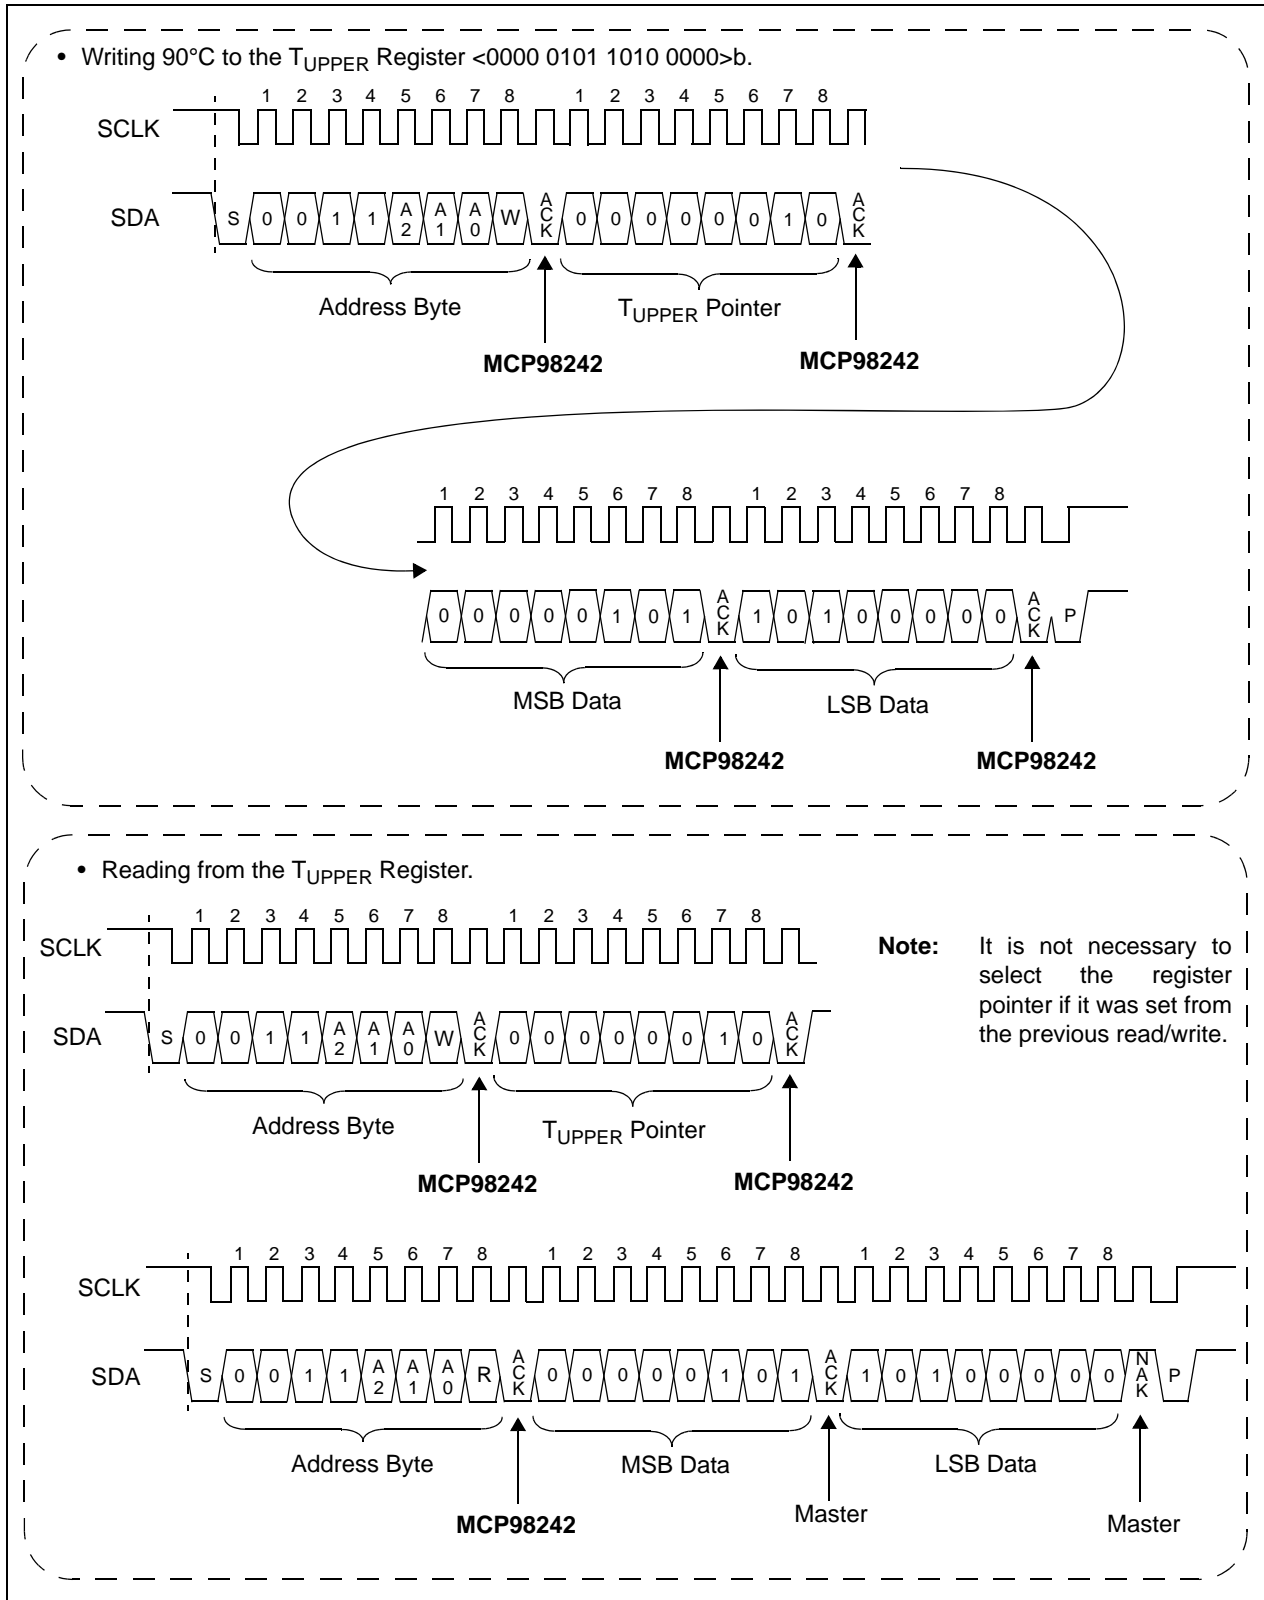 • Writing 90°C to the TUPPER Register <0000 0101 1010 0000>b.
1 2 3 4 5 6 7 8 1 2 3 4 5 6 7 8
SCLK
SDA S 0 0 1 1 A2 A1 A0 W ACK 0 0 0 0 0 0 1 0 ACK
Address Byte TUPPER Pointer
MCP98242 MCP98242
1 2 3 4 5 6 7 8 1 2 3 4 5 6 7 8
0 0 0 0 0 1 0 1 ACK 1 0 1 0 0 0 0 0 ACK P
MSB Data LSB Data
MCP98242 MCP98242
• Reading from the TUPPER Register.
1 2 3 4 5 6 7 8 1 2 3 4 5 6 7 8
SCLK
SDA S 0 0 1 1 A2 A1 A0 W ACK 0 0 0 0 0 0 1 0 ACK
Address Byte TUPPER Pointer
MCP98242 MCP98242
Note: It is not necessary to
select the register
pointer if it was set from
the previous read/write.
1 2 3 4 5 6 7 8 1 2 3 4 5 6 7 8 1 2 3 4 5 6 7 8
SCLK
SDA S 0 0 1 1 A2 A1 A0 R ACK 0 0 0 0 0 1 0 1 ACK 1 0 1 0 0 0 0 0 NAK P
Address Byte MSB Data LSB Data
MCP98242 Master Master